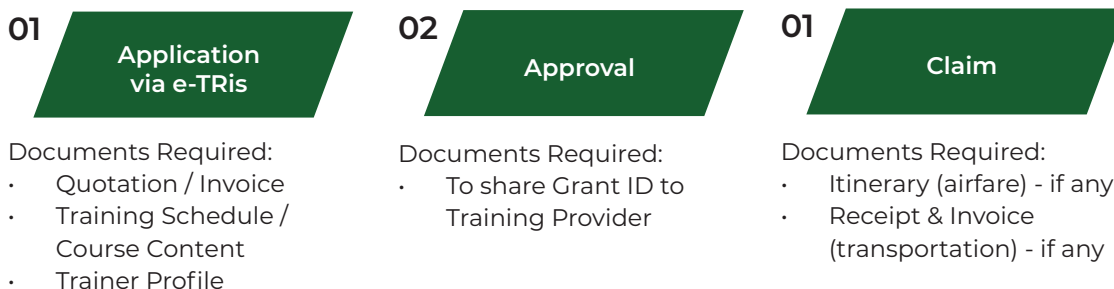 01
Application
via e-TRis
Documents Required:
• Quotation / Invoice
• Training Schedule /
Course Content
• Trainer Profile
02
Approval
Documents Required:
• To share Grant ID to
Training Provider
01
Claim
Documents Required:
• Itinerary (airfare) - if any
• Receipt & Invoice
(transportation) - if any